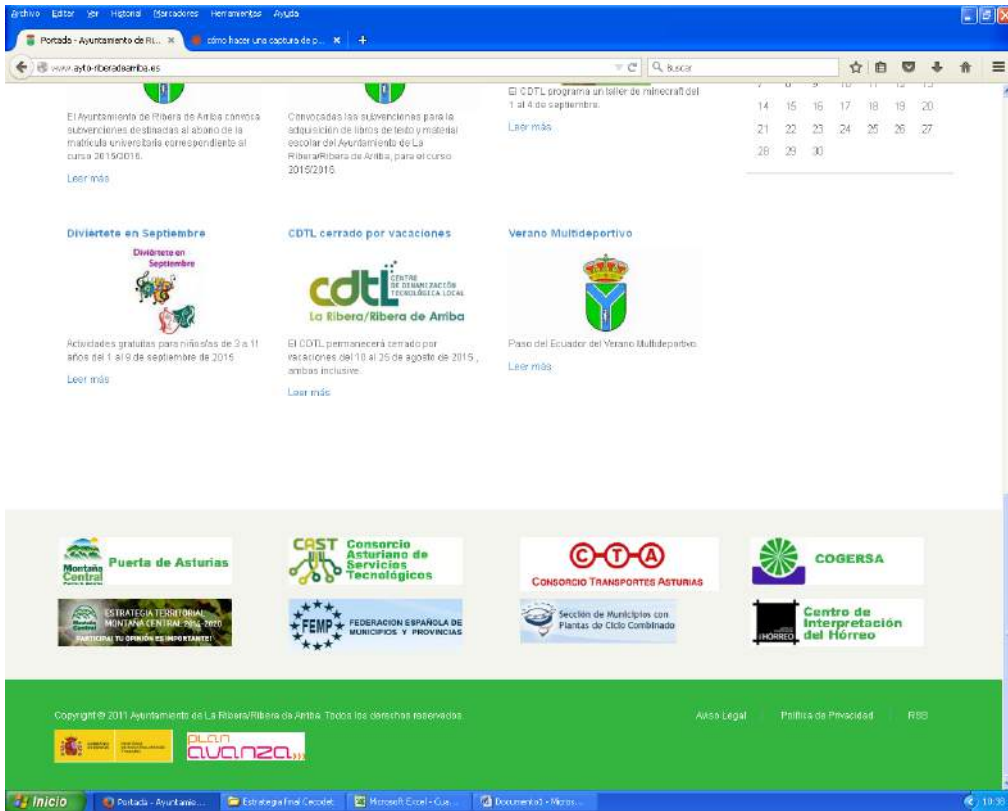 Archivo Editar Ver Historial Marcadores Herramientas Ayuda
Portada - Ayuntamiento de Ri...
cómo hacer una captura de p...
www.ayto-riberadearriba.es
Buscar
El Ayuntamiento de Ribera de Arriba convoca
subvenciones destinadas al abono de la
matrícula universitaria correspondiente al
curso 2015/2016.
Leer más
Convocadas las subvenciones para la
adquisición de libros de texto y material
escolar del Ayuntamiento de La
Ribera/Ribera de Arriba, para el curso
2015/2016.
El CDTL programa un taller de minecraft del
1 al 4 de septiembre.
Leer más
7 8 9 10 11 12 13
14 15 16 17 18 19 20
21 22 23 24 25 26 27
28 29 30
Diviértete en Septiembre
Diviértete en
Septiembre
Actividades gratuitas para niños/as de 3 a 11
años del 1 al 9 de septiembre de 2015
Leer más
CDTL cerrado por vacaciones
cdtl CENTRO
DE DINAMIZACIÓN
TECNOLÓGICA LOCAL
La Ribera/Ribera de Arriba
El CDTL permanecerá cerrado por
vacaciones del 10 al 25 de agosto de 2015 ,
ambos inclusive.
Leer más
Verano Multideportivo
Paso del Ecuador del Verano Multideportivo.
Leer más
Montaña
Central
Puerta de Asturias
CAST Consorcio
Asturiano de
Servicios
Tecnológicos
C-T-A
CONSORCIO TRANSPORTES ASTURIAS
COGERSA
Montaña
Central
ESTRATEGIA TERRITORIAL
MONTAÑA CENTRAL 2015-2020
PARTICIPA! TU OPINIÓN ES IMPORTANTE!
FEMP
FEDERACION ESPAÑOLA DE
MUNICIPIOS Y PROVINCIAS
Sección de Municipios con
Plantas de Ciclo Combinado
HÓRREO
Centro de
Interpretación
del Hórreo
Copyright © 2011 Ayuntamiento de La Ribera/Ribera de Arriba. Todos los derechos reservados.
Aviso Legal
Política de Privacidad
RSS
PLAN
avanza
Inicio
Portada - Ayuntamie...
Estrategia Final Cecodet
Microsoft Excel - Cua...
Documento1 - Micros...